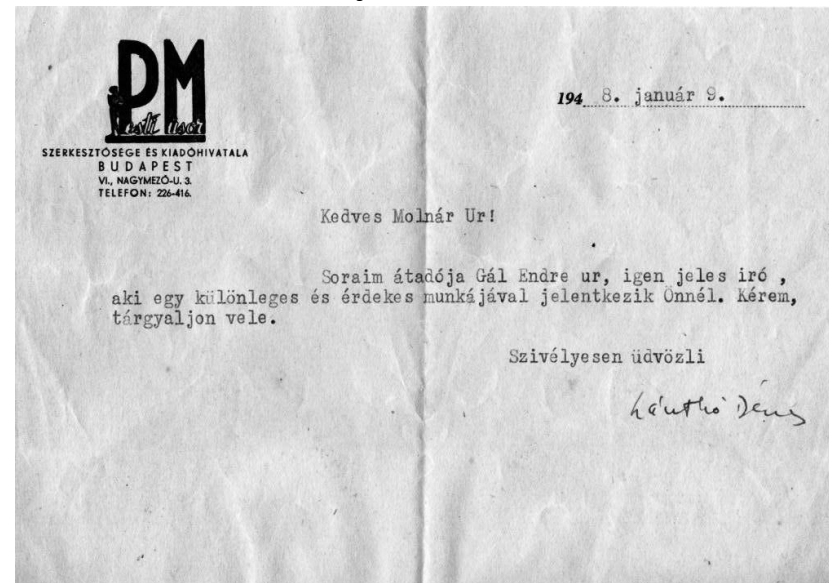 PM
Pesti Műsor
SZERKESZTŐSÉGE ÉS KIADÓHIVATALA
BUDAPEST
VI., NAGYMEZŐ-U. 3.
TELEFON: 226-416.
194 8. január 9.
Kedves Molnár Ur!
Soraim átadója Gál Endre ur, igen jeles iró ,
aki egy különleges és érdekes munkájával jelentkezik Önnél. Kérem,
tárgyaljon vele.
Szivélyesen üdvözli
Dénes